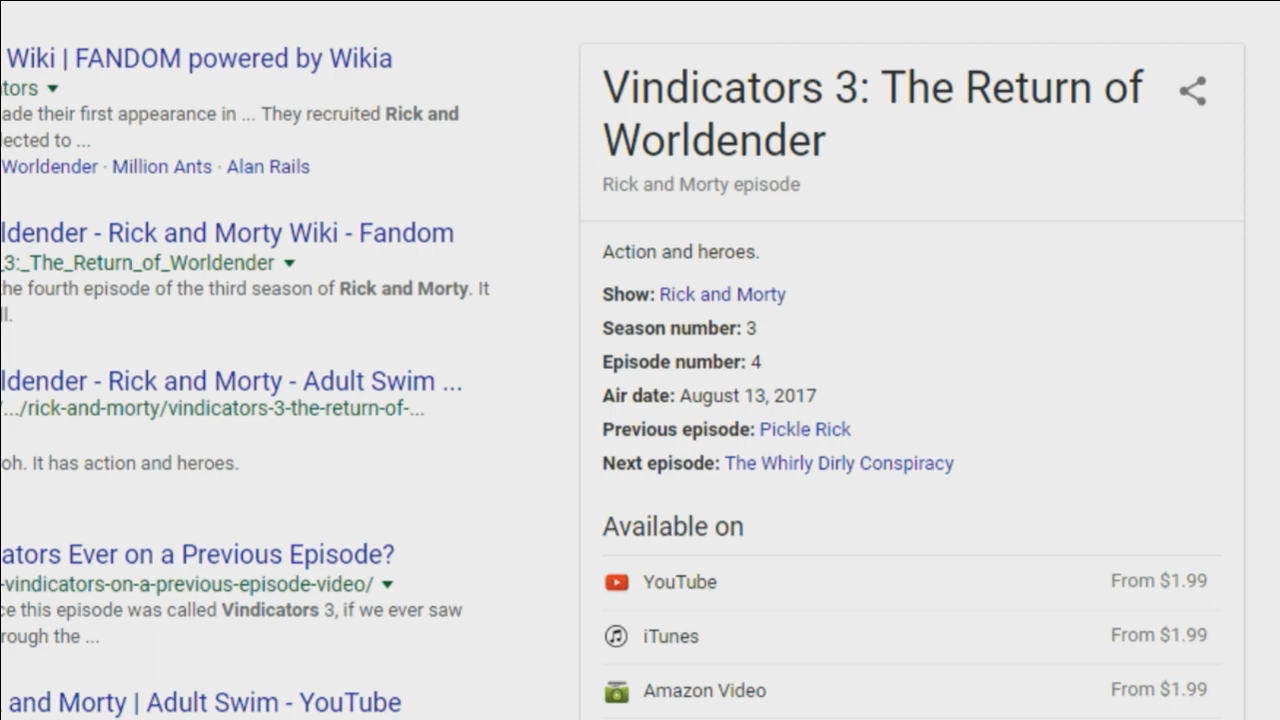 Wiki | FANDOM powered by Wikia
tors
ade their first appearance in ... They recruited Rick and
lected to ...
Worldender · Million Ants · Alan Rails
ldender - Rick and Morty Wiki - Fandom
_3:_The_Return_of_Worldender
he fourth episode of the third season of Rick and Morty. It
ll.
ldender - Rick and Morty - Adult Swim ...
/.../rick-and-morty/vindicators-3-the-return-of-...
oh. It has action and heroes.
ators Ever on a Previous Episode?
-vindicators-on-a-previous-episode-video/
ce this episode was called Vindicators 3, if we ever saw
rough the ...
and Morty | Adult Swim - YouTube
Vindicators 3: The Return of
Worldender
Rick and Morty episode
Action and heroes.
Show: Rick and Morty
Season number: 3
Episode number: 4
Air date: August 13, 2017
Previous episode: Pickle Rick
Next episode: The Whirly Dirly Conspiracy
Available on
YouTube From $1.99
iTunes From $1.99
Amazon Video From $1.99